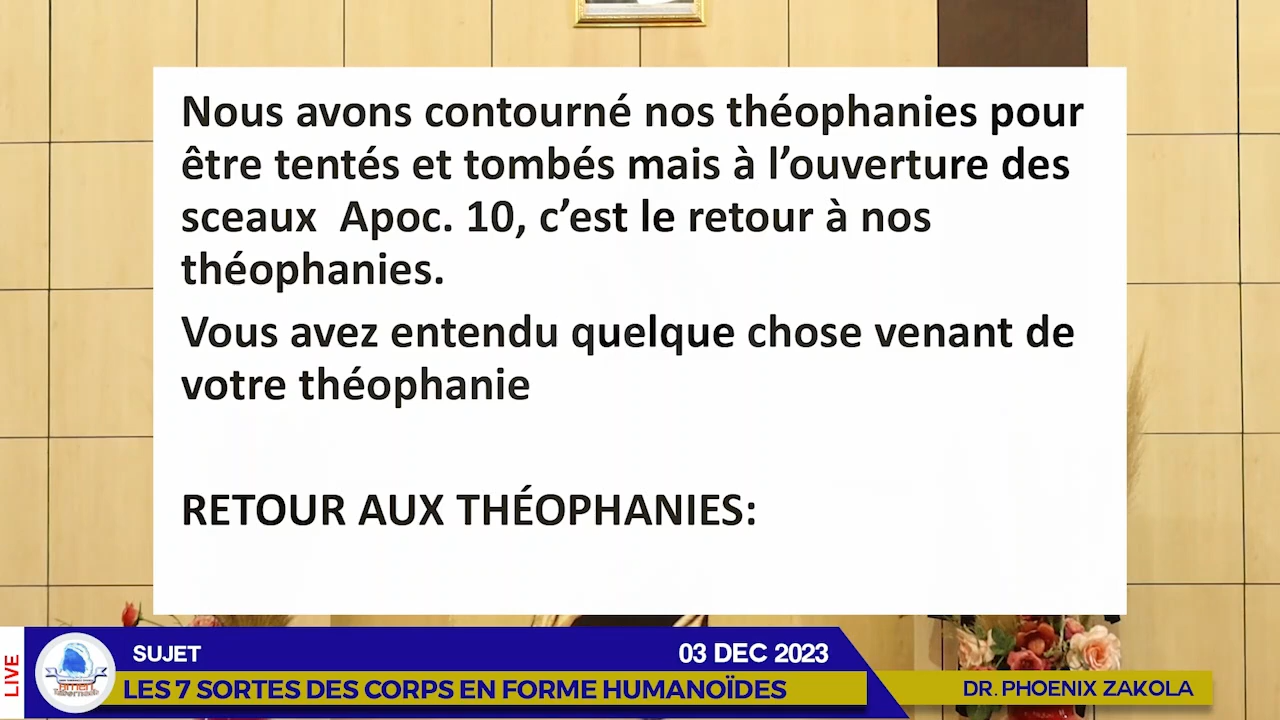 Nous avons contourné nos théophanies pour
être tentés et tombés mais à l’ouverture des
sceaux  Apoc. 10, c’est le retour à nos
théophanies.
Vous avez entendu quelque chose venant de
votre théophanie
RETOUR AUX THÉOPHANIES:
LIVE
SUJET
03 DEC 2023
LES 7 SORTES DES CORPS EN FORME HUMANOÏDES
DR. PHOENIX ZAKOLA